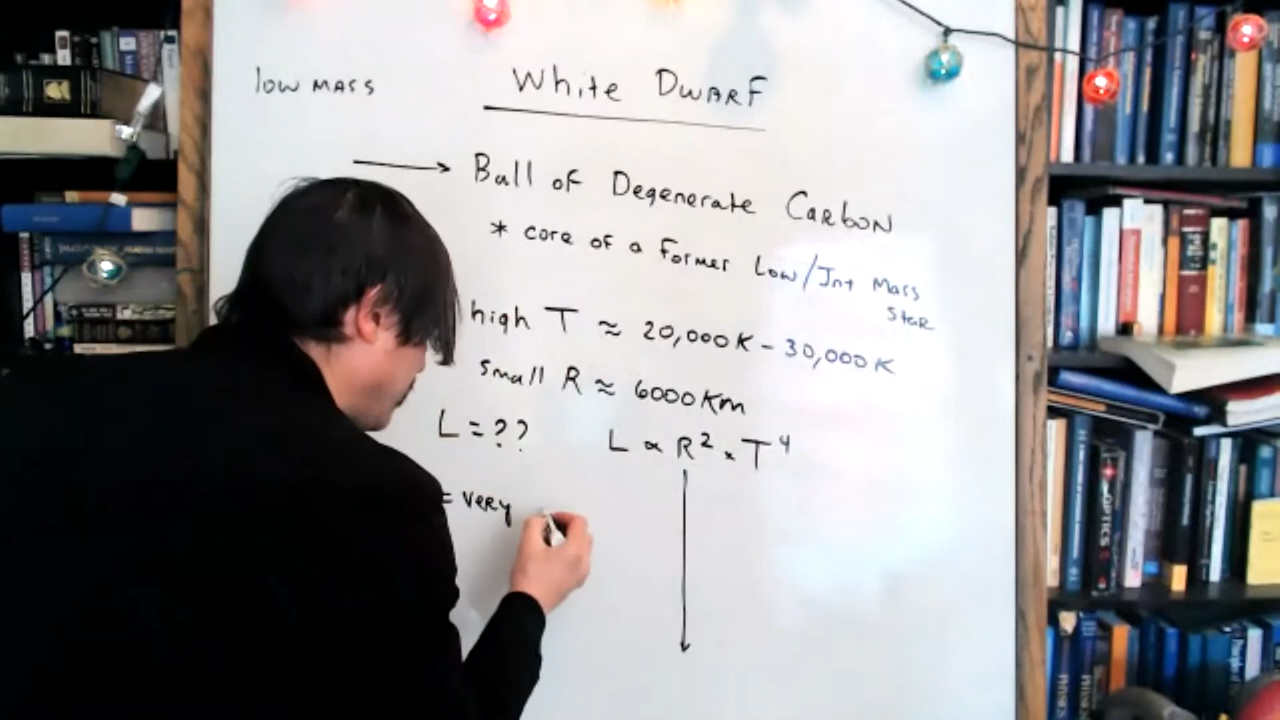 low mass
White Dwarf
→ Ball of Degenerate Carbon
* core of a Former Low/Int Mass Star
high T ≈ 20,000K - 30,000K
small R ≈ 6000Km
L = ?? L ∝ R² × T⁴
= very
OPTICS